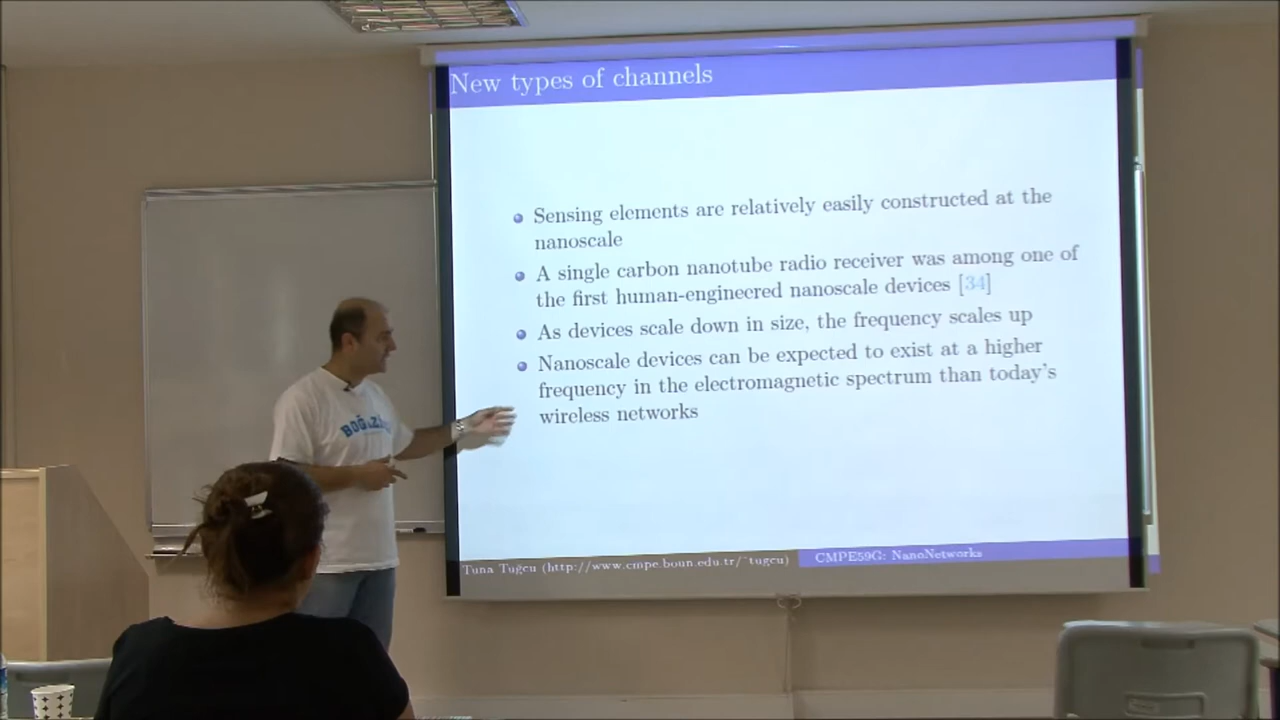 New types of channels
Sensing elements are relatively easily constructed at the
nanoscale
A single carbon nanotube radio receiver was among one of
the first human-engineered nanoscale devices [34]
As devices scale down in size, the frequency scales up
Nanoscale devices can be expected to exist at a higher
frequency in the electromagnetic spectrum than today's
wireless networks
Tuna Tuğcu (http://www.cmpe.boun.edu.tr/~tugcu)
CMPE59G: NanoNetworks